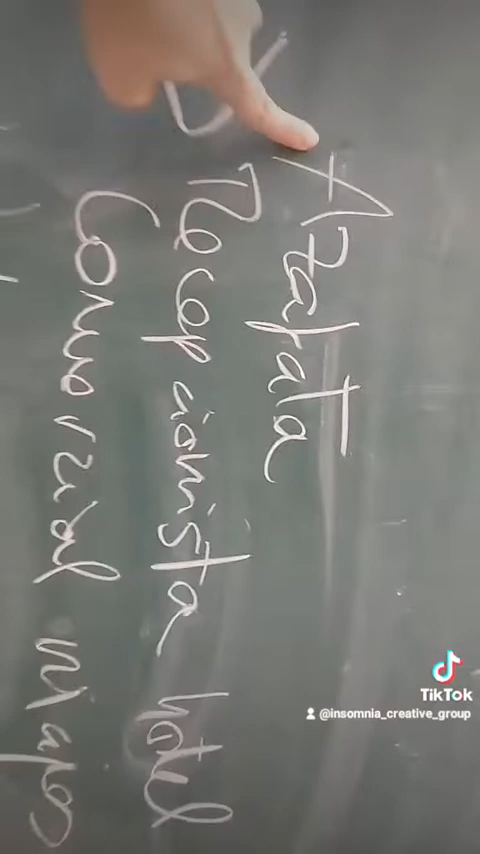 Azafata
Recepcionista hotel
Comercial
TikTok
@insomnia_creative_group